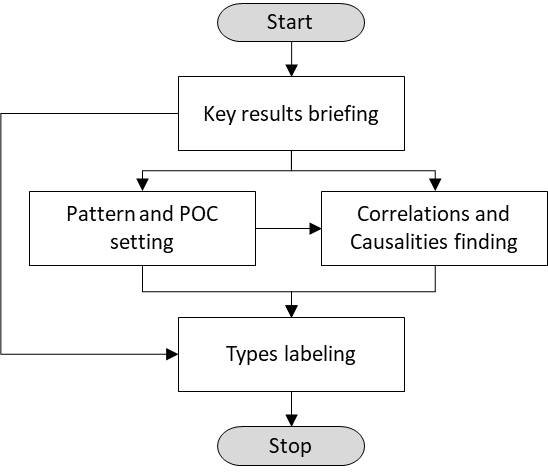 Start
Key results briefing
Pattern and POC
setting
Correlations and
Causalities finding
Types labeling
Stop